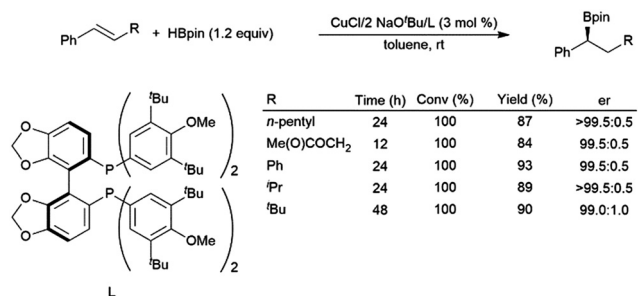 Ph R + HBpin (1.2 equiv) CuCl/2 NaOᵗBu/L (3 mol %) toluene, rt Bpin Ph R
R Time (h) Conv (%) Yield (%) er
n-pentyl 24 100 87 >99.5:0.5
Me(O)COCH₂ 12 100 84 99.5:0.5
Ph 24 100 93 99.5:0.5
ⁱPr 24 100 89 >99.5:0.5
ᵗBu 48 100 90 99.0:1.0
ᵗBu
O OMe
P
O ᵗBu 2
O P ᵗBu
O OMe
ᵗBu 2
L